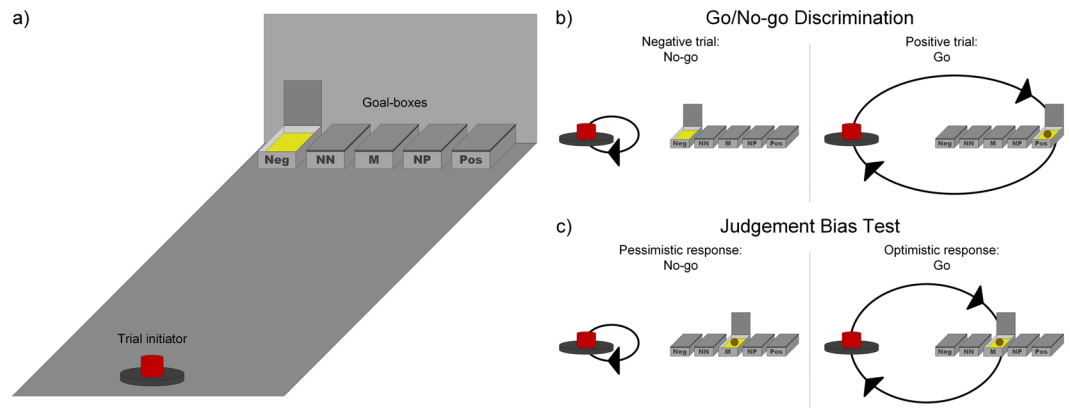 a)
Goal-boxes
Neg NN M NP Pos
Trial initiator
b)
Go/No-go Discrimination
Negative trial:
No-go
Neg NN M NP Pos
Positive trial:
Go
Neg NN M NP Pos
c)
Judgement Bias Test
Pessimistic response:
No-go
Neg NN M NP Pos
Optimistic response:
Go
Neg NN M NP Pos